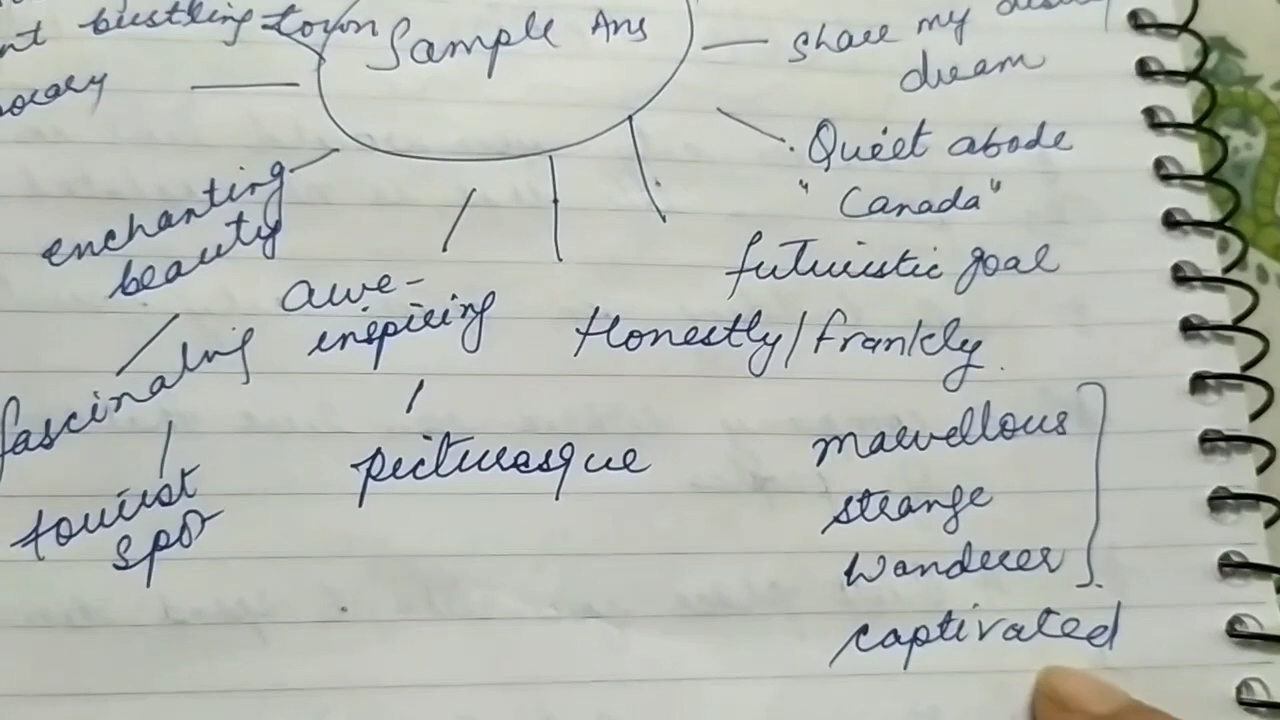 bustling town
Sample Ans
share my
dream
Quiet abode
"Canada"
enchanting
beauty
futuristic goal
awe-
inspiring
Honestly/frankly.
fascinating
marvellous
picturesque
tourist
spot
strange
wanderer
captivated